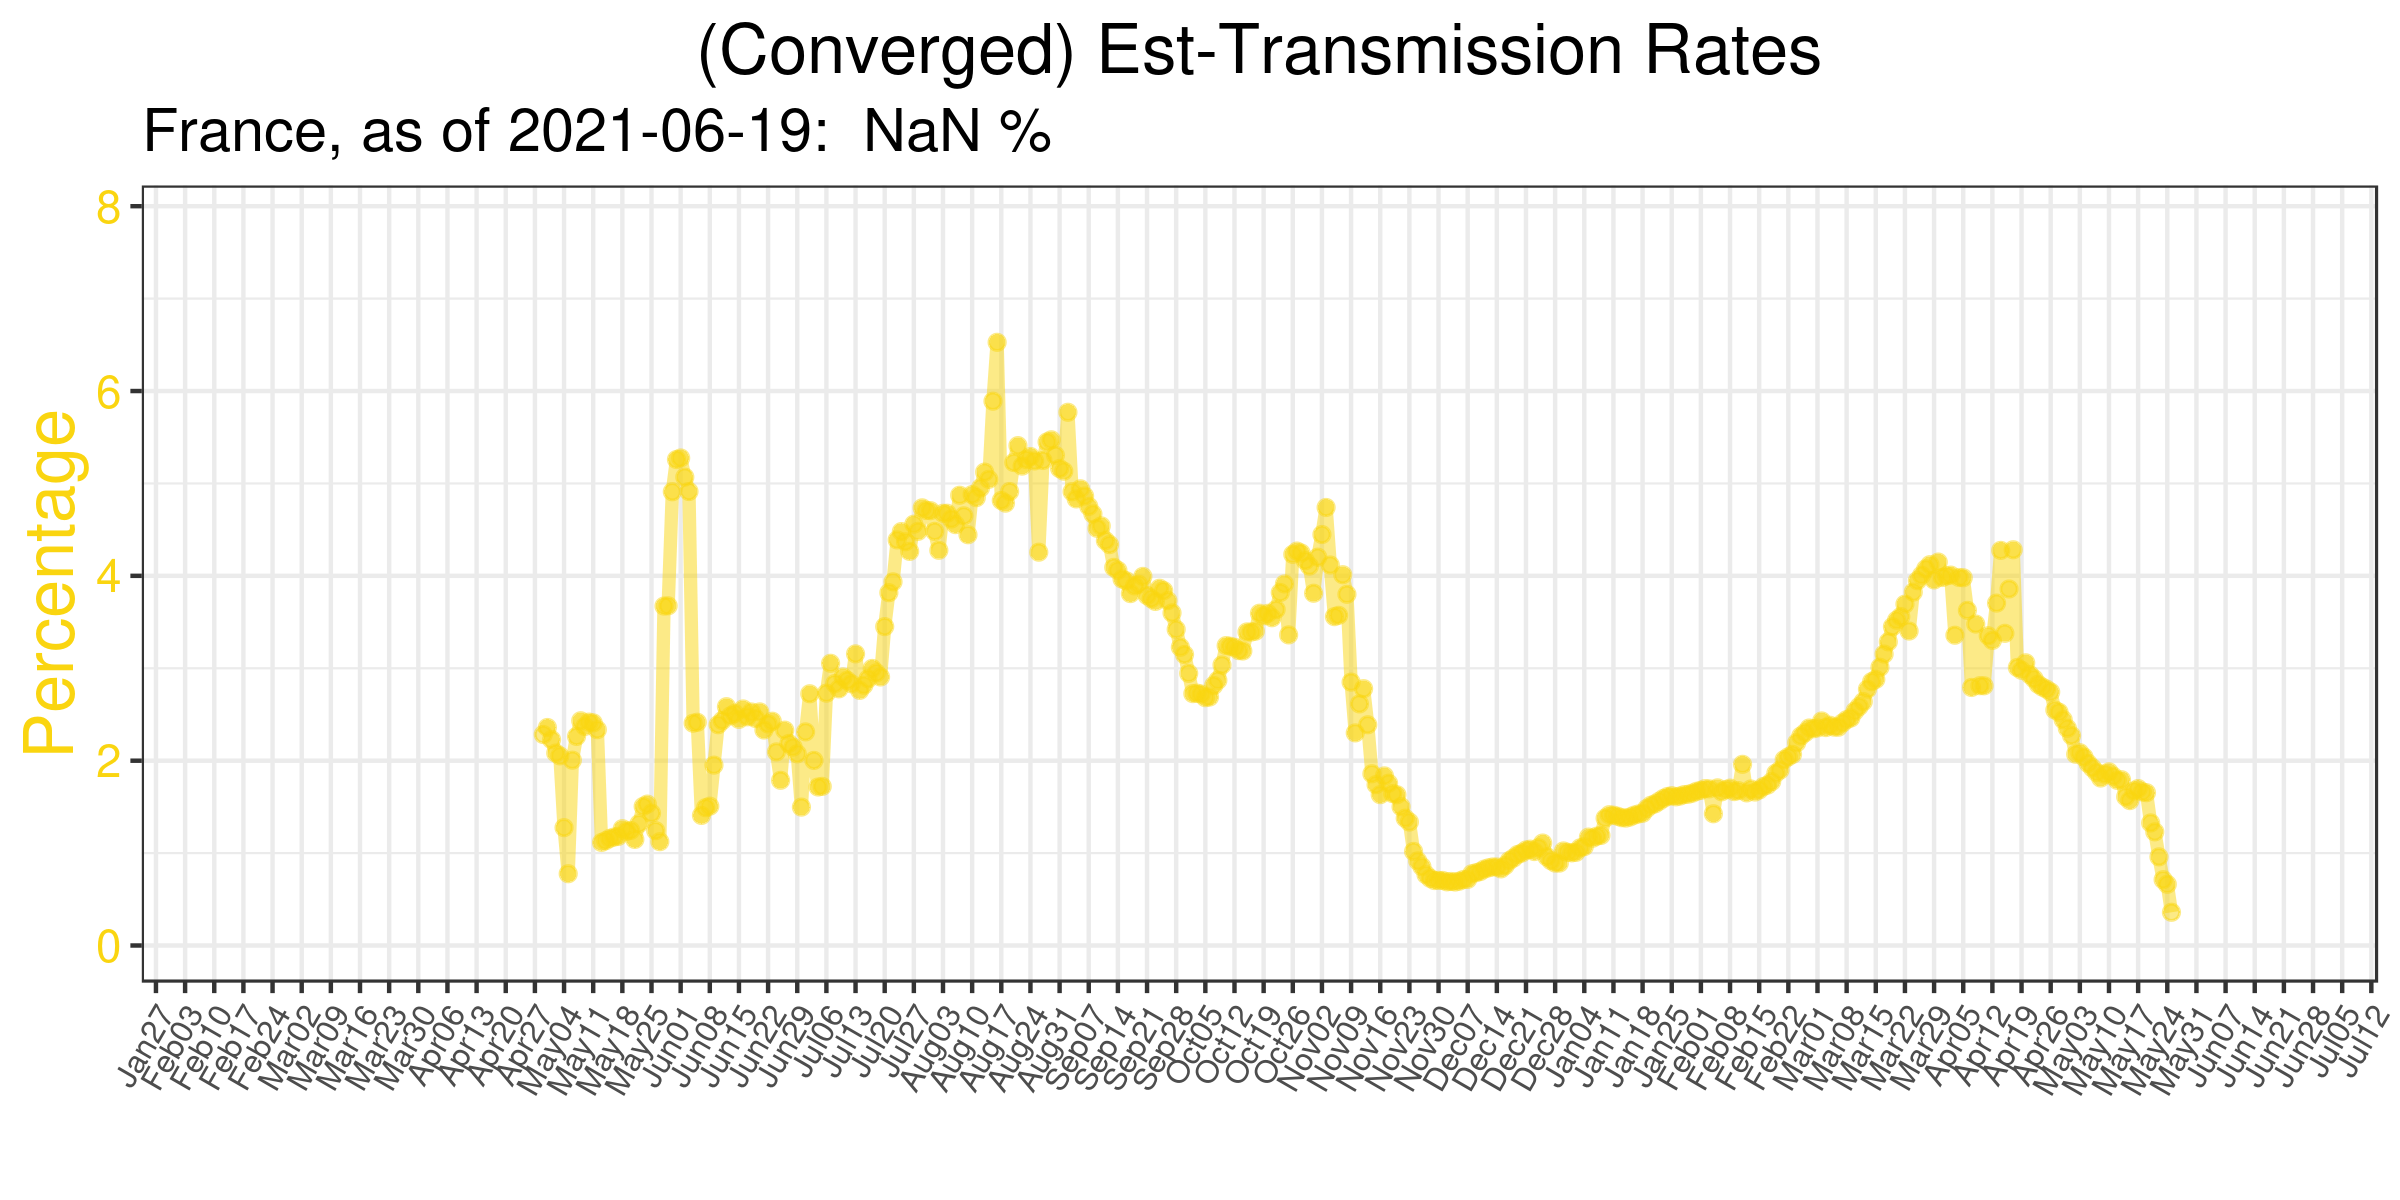 (Converged) Est-Transmission Rates
France, as of 2021-06-19:  NaN %
Percentage
8
6
4
2
0
Jan27
Feb03
Feb10
Feb17
Feb24
Mar02
Mar09
Mar16
Mar23
Mar30
Apr06
Apr13
Apr20
Apr27
May04
May11
May18
May25
Jun01
Jun08
Jun15
Jun22
Jun29
Jul06
Jul13
Jul20
Jul27
Aug03
Aug10
Aug17
Aug24
Aug31
Sep07
Sep14
Sep21
Sep28
Oct05
Oct12
Oct19
Oct26
Nov02
Nov09
Nov16
Nov23
Nov30
Dec07
Dec14
Dec21
Dec28
Jan04
Jan11
Jan18
Jan25
Feb01
Feb08
Feb15
Feb22
Mar01
Mar08
Mar15
Mar22
Mar29
Apr05
Apr12
Apr19
Apr26
May03
May10
May17
May24
May31
Jun07
Jun14
Jun21
Jun28
Jul05
Jul12